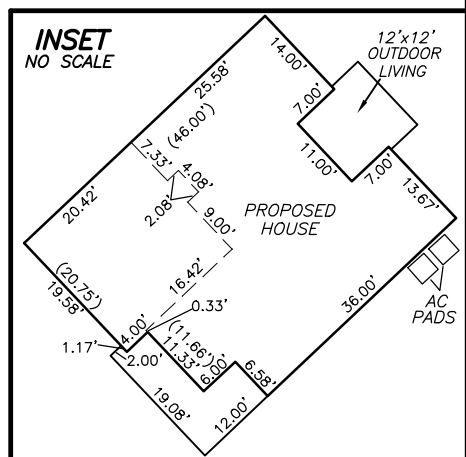 INSET
NO SCALE
12'x12'
OUTDOOR
LIVING
14.00'
25.58'
(46.00')
7.00'
11.00'
7.00'
13.67'
7.33'
4.08'
2.08'
9.00'
PROPOSED
HOUSE
20.42'
16.42'
36.00'
(20.75')
19.58'
0.33'
AC
PADS
4.00'
(11.66')
11.33'
1.17'
2.00'
6.00'
6.58'
19.08'
12.00'